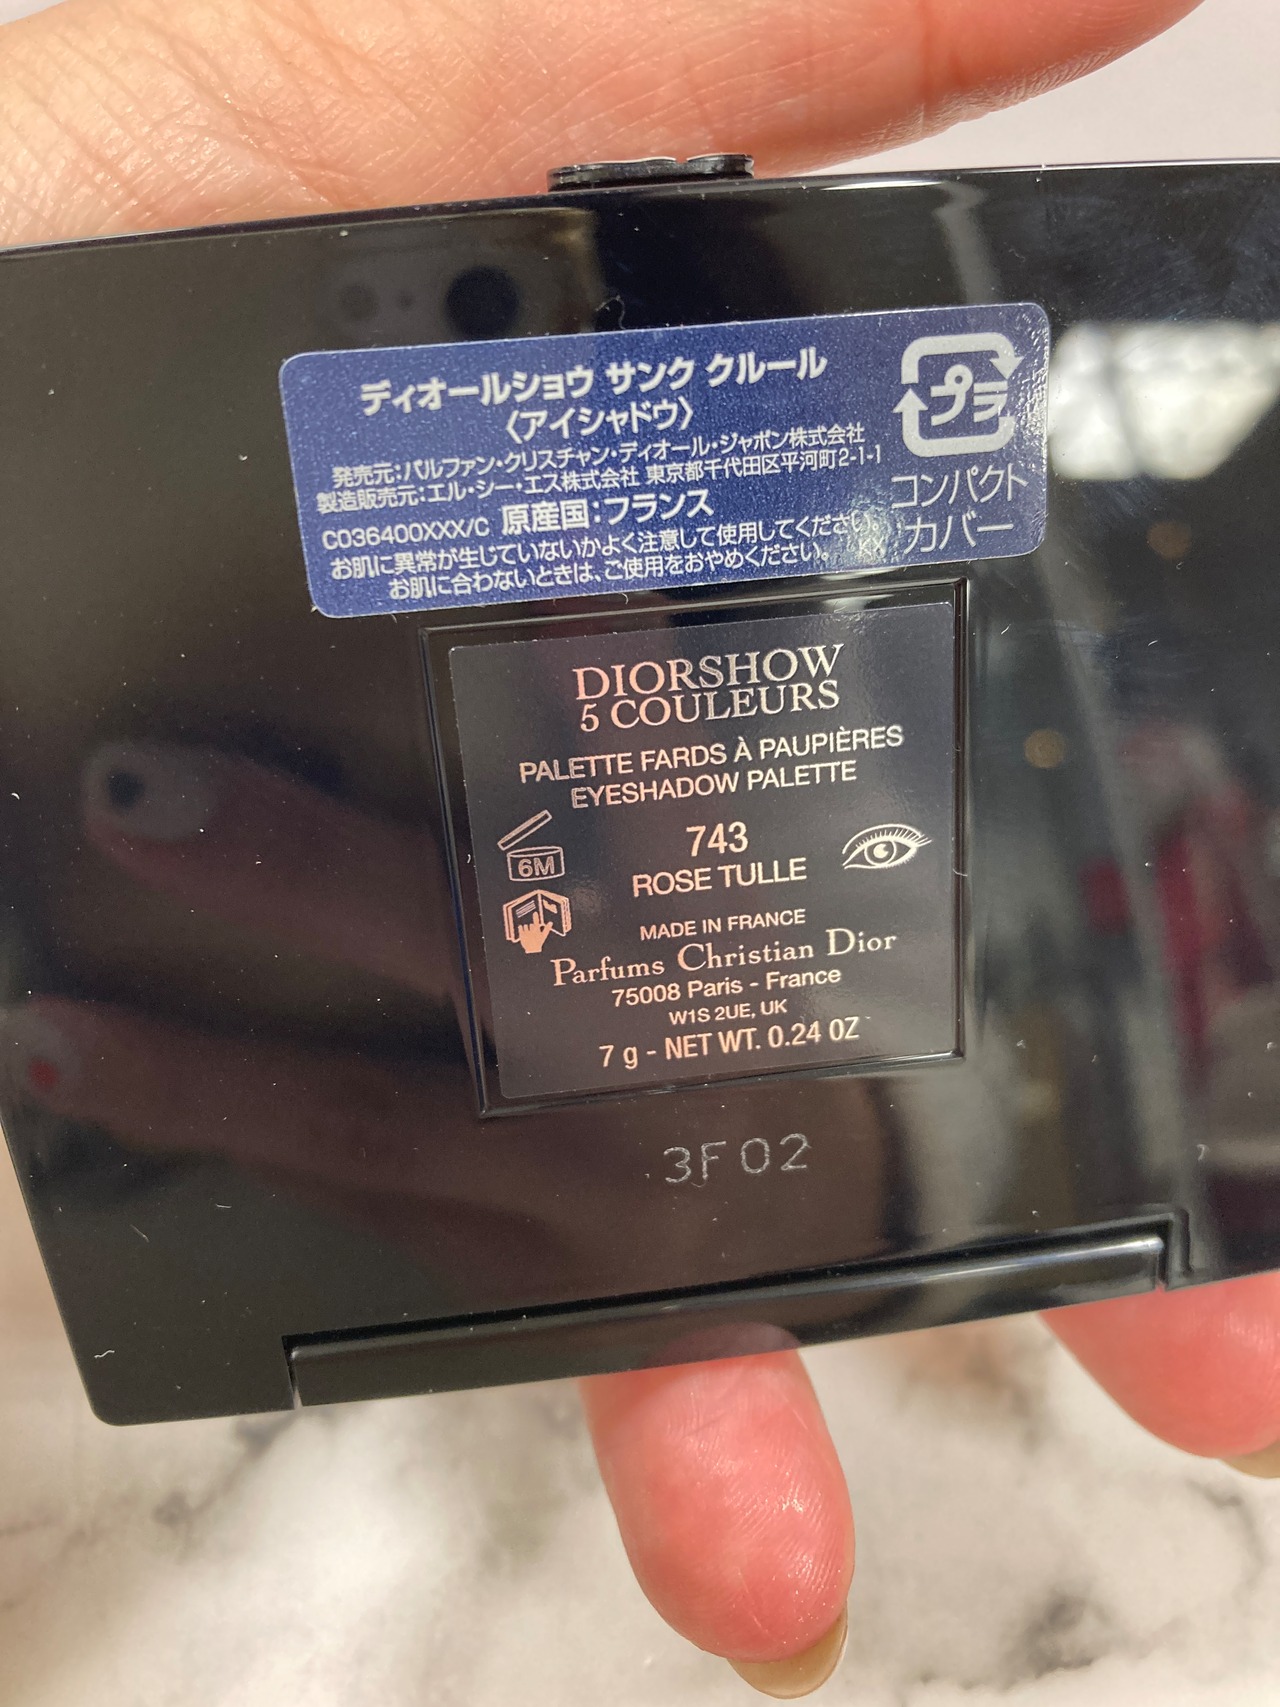 ディオールショウ サンク クルール
〈アイシャドウ〉
発売元:パルファン・クリスチャン・ディオール・ジャポン株式会社
製造販売元:エル・シー・エス株式会社 東京都千代田区平河町2-1-1
C036400XXX/C 原産国:フランス
お肌に異常が生じていないかよく注意して使用してください。
お肌に合わないときは、ご使用をおやめください。
プラ
コンパクト
カバー
DIORSHOW
5 COULEURS
PALETTE FARDS À PAUPIÈRES
EYESHADOW PALETTE
6M
743
ROSE TULLE
MADE IN FRANCE
Parfums Christian Dior
75008 Paris - France
W1S 2UE, UK
7 g - NET WT. 0.24 OZ
3F02